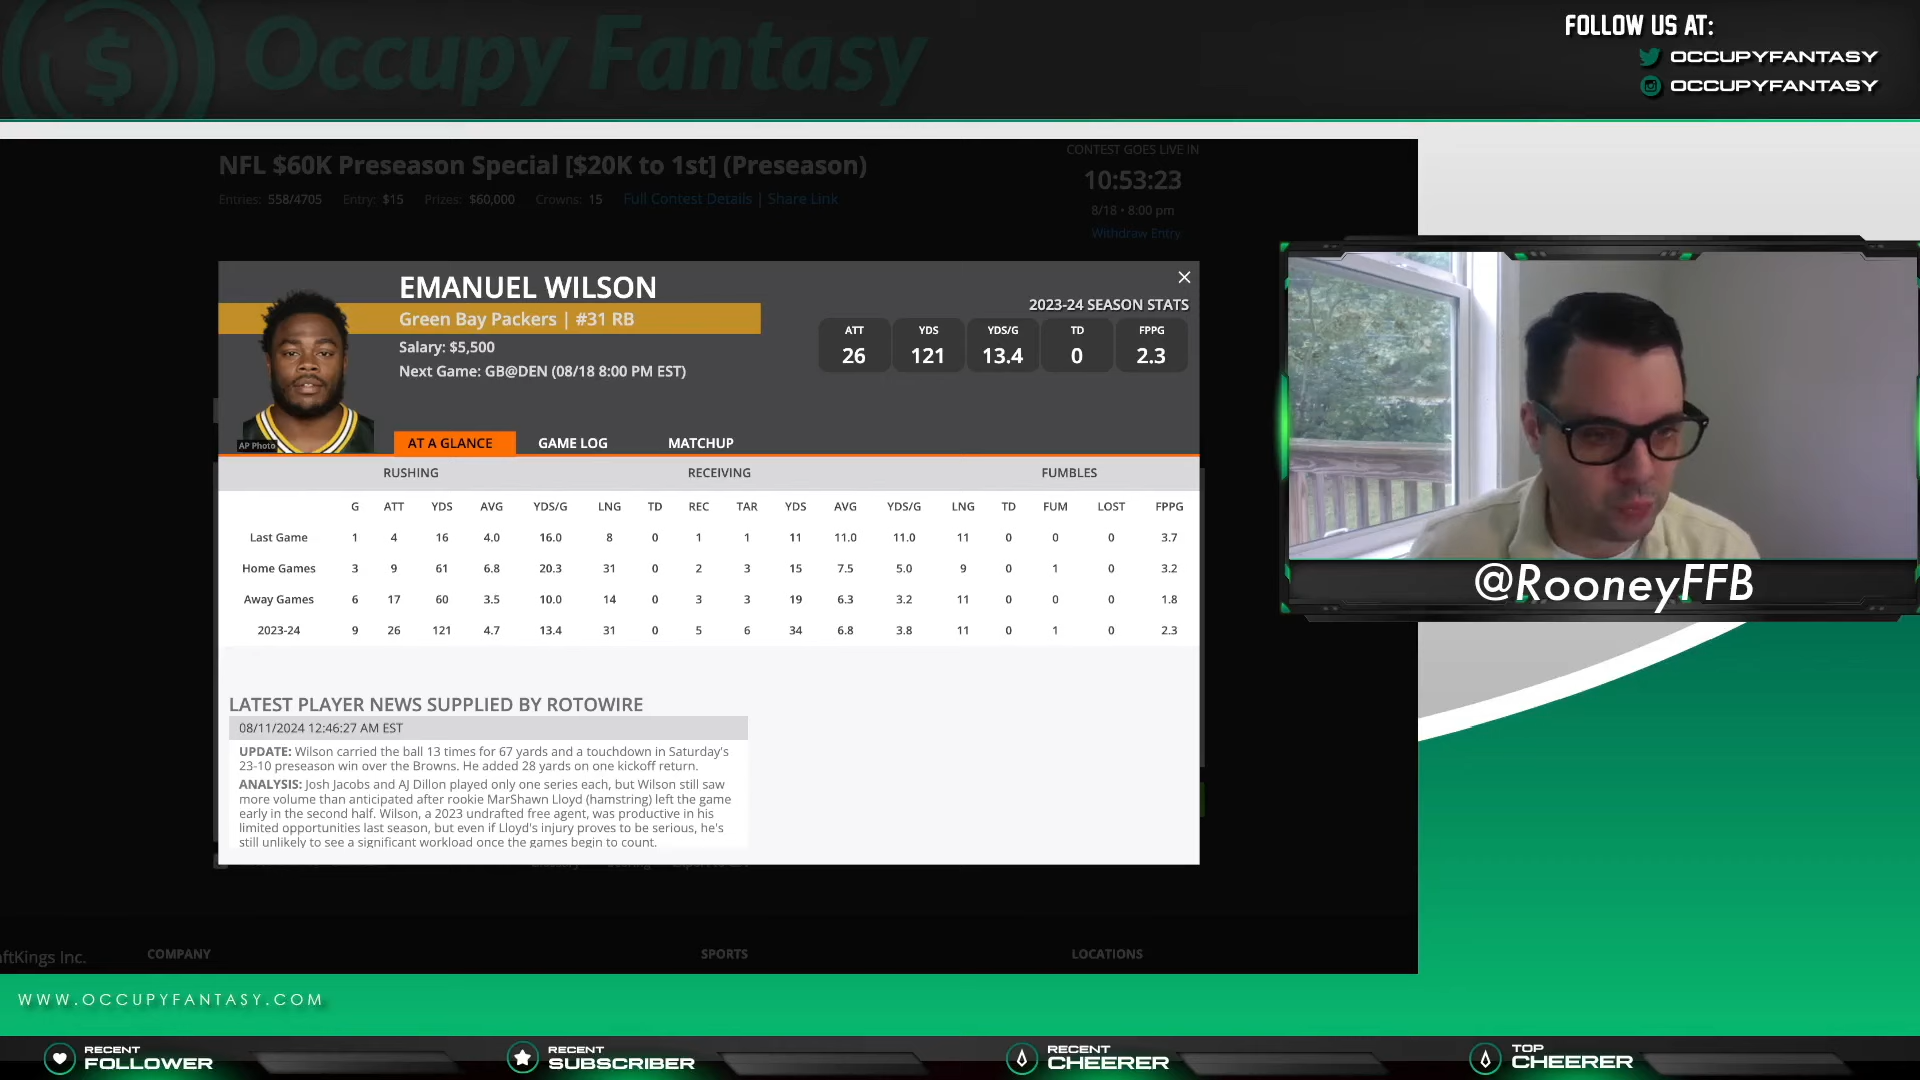 Occupy Fantasy
FOLLOW US AT:
OCCUPYFANTASY
OCCUPYFANTASY
NFL $60K Preseason Special [$20K to 1st] (Preseason)
Entries: 558/4705 Entry: $15 Prizes: $60,000 Crowns: 15 Full Contest Details | Share Link
CONTEST GOES LIVE IN
10:53:23
8/18 • 8:00 pm
Withdraw Entry
EMANUEL WILSON
Green Bay Packers | #31 RB
Salary: $5,500
Next Game: GB@DEN (08/18 8:00 PM EST)
AP Photo
2023-24 SEASON STATS
ATT YDS YDS/G TD FPPG
26 121 13.4 0 2.3
AT A GLANCE GAME LOG MATCHUP
RUSHING RECEIVING FUMBLES
G ATT YDS AVG YDS/G LNG TD REC TAR YDS AVG YDS/G LNG TD FUM LOST FPPG
Last Game 1 4 16 4.0 16.0 8 0 1 1 11 11.0 11.0 11 0 0 0 3.7
Home Games 3 9 61 6.8 20.3 31 0 2 3 15 7.5 5.0 9 0 1 0 3.2
Away Games 6 17 60 3.5 10.0 14 0 3 3 19 6.3 3.2 11 0 0 0 1.8
2023-24 9 26 121 4.7 13.4 31 0 5 6 34 6.8 3.8 11 0 1 0 2.3
LATEST PLAYER NEWS SUPPLIED BY ROTOWIRE
08/11/2024 12:46:27 AM EST
UPDATE: Wilson carried the ball 13 times for 67 yards and a touchdown in Saturday's
23-10 preseason win over the Browns. He added 28 yards on one kickoff return.
ANALYSIS: Josh Jacobs and AJ Dillon played only one series each, but Wilson still saw
more volume than anticipated after rookie MarShawn Lloyd (hamstring) left the game
early in the second half. Wilson, a 2023 undrafted free agent, was productive in his
limited opportunities last season, but even if Lloyd's injury proves to be serious, he's
still unlikely to see a significant workload once the games begin to count.
@RooneyFFB
ftKings Inc. COMPANY SPORTS LOCATIONS
WWW.OCCUPYFANTASY.COM
RECENT
FOLLOWER
RECENT
SUBSCRIBER
RECENT
CHEERER
TOP
CHEERER